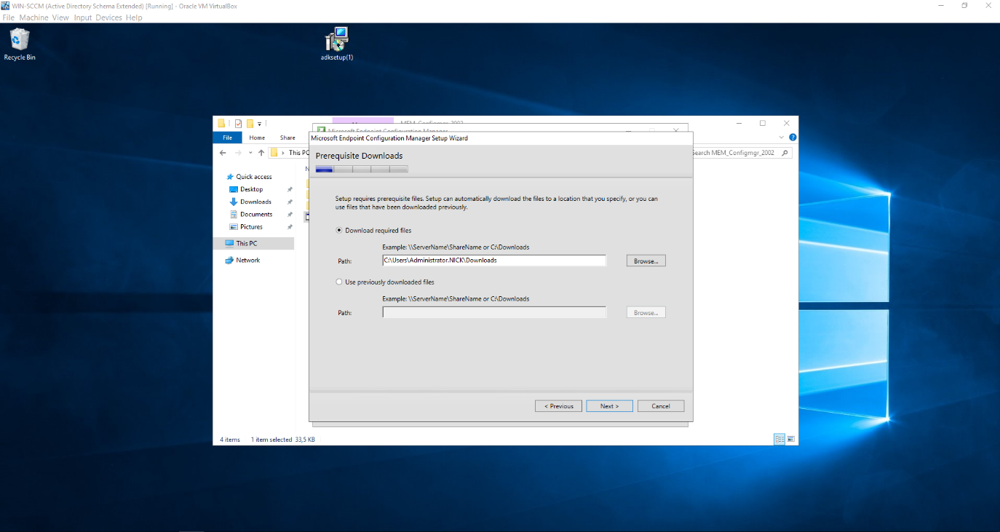 WIN-SCCM (Active Directory Schema Extended) [Running] - Oracle VM VirtualBox
File Machine View Input Devices Help
Recycle Bin
adksetup(1)
MEM_Configmgr_2002
Microsoft Endpoint Configuration Manager
Microsoft Endpoint Configuration Manager Setup Wizard
File Home Share
This PC
Search MEM_Configmgr_2002
Prerequisite Downloads
Quick access
Desktop
Downloads
Documents
Pictures
This PC
Network
Setup requires prerequisite files. Setup can automatically download the files to a location that you specify, or you can
use files that have been downloaded previously.
Download required files
Example: \\ServerName\ShareName or C:\Downloads
Path: C:\Users\Administrator.NICK\Downloads Browse...
Use previously downloaded files
Example: \\ServerName\ShareName or C:\Downloads
Path: Browse...
< Previous Next > Cancel
4 items 1 item selected 33,5 KB